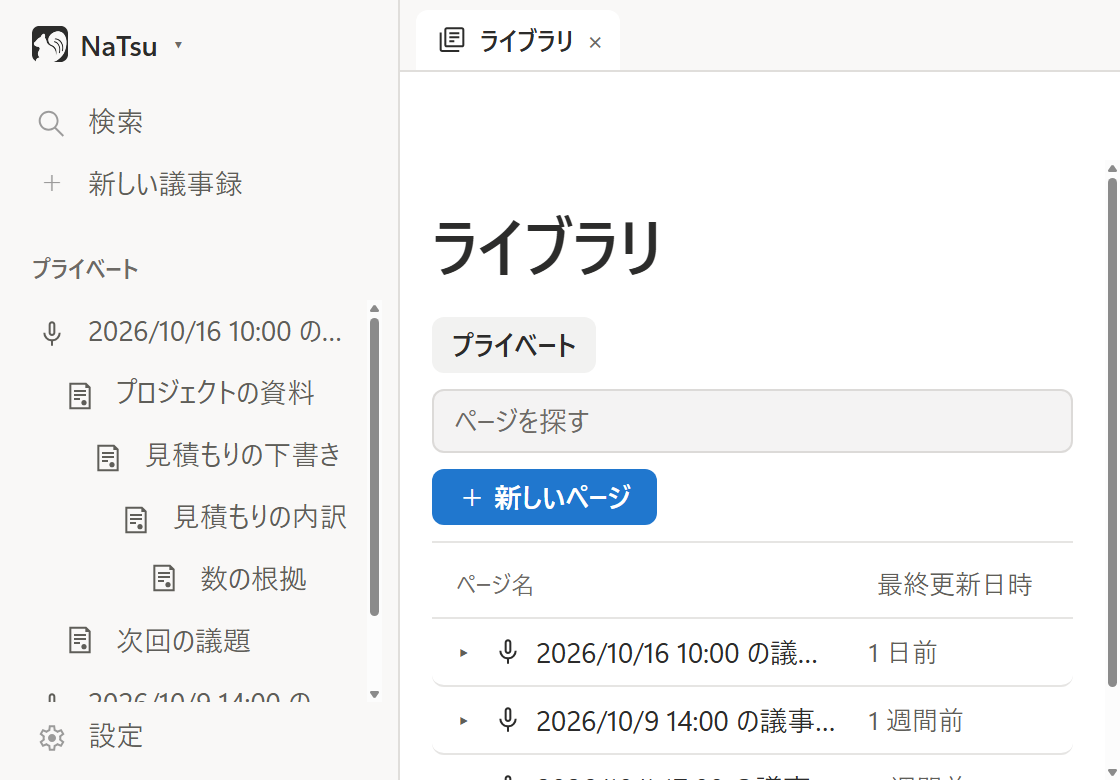 NaTsu
検索
新しい議事録
プライベート
2026/10/16 10:00 の...
プロジェクトの資料
見積もりの下書き
見積もりの内訳
数の根拠
次回の議題
2026/10/9 14:00 の
設定
ライブラリ
ライブラリ
プライベート
ページを探す
+ 新しいページ
ページ名 最終更新日時
2026/10/16 10:00 の議... 1 日前
2026/10/9 14:00 の議事... 1 週間前